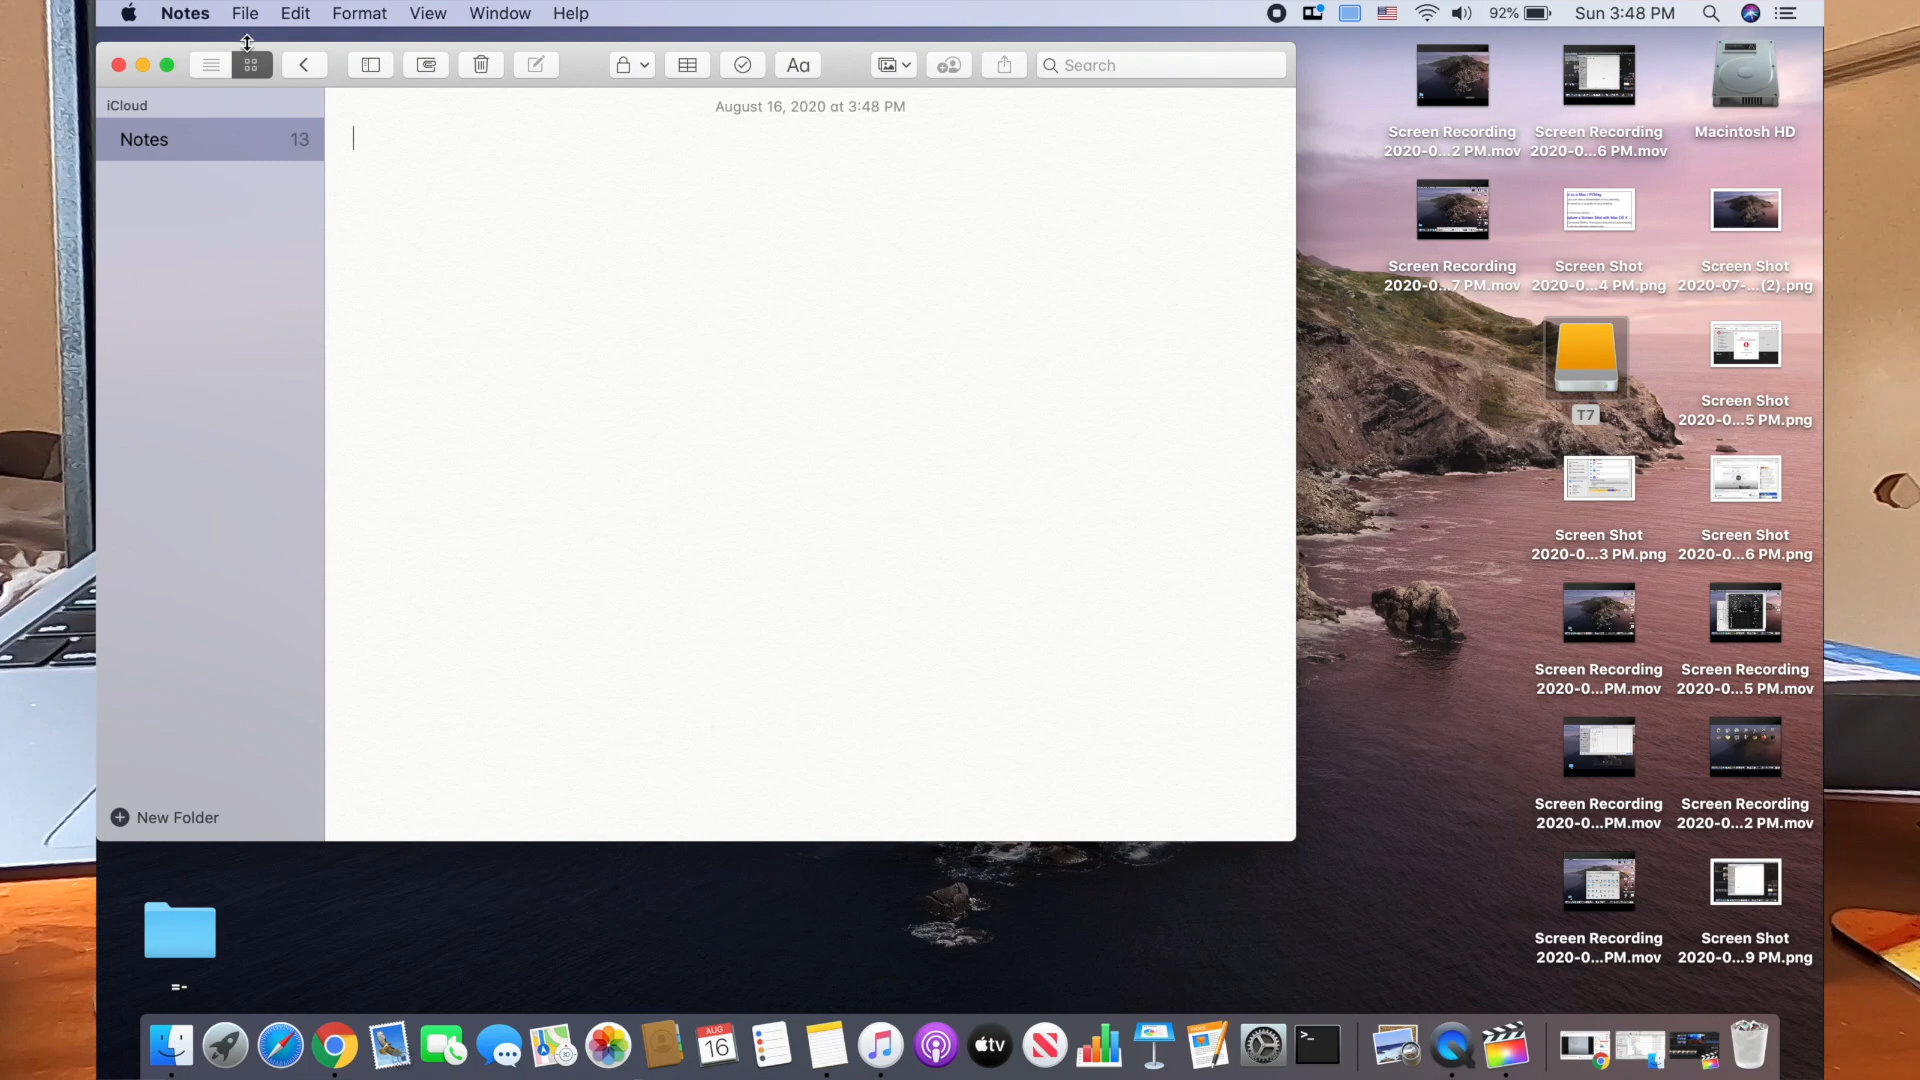 Notes File Edit Format View Window Help
92% Sun 3:48 PM
Aa
Search
iCloud
Notes 13
August 16, 2020 at 3:48 PM
New Folder
Screen Recording
2020-0...2 PM.mov
Screen Recording
2020-0...6 PM.mov
Macintosh HD
Screen Recording
2020-0...7 PM.mov
Screen Shot
2020-0...4 PM.png
Screen Shot
2020-07-...(2).png
T7
Screen Shot
2020-0...5 PM.png
Screen Shot
2020-0...3 PM.png
Screen Shot
2020-0...6 PM.png
Screen Recording
2020-0...PM.mov
Screen Recording
2020-0...5 PM.mov
Screen Recording
2020-0...PM.mov
Screen Recording
2020-0...2 PM.mov
Screen Recording
2020-0...PM.mov
Screen Shot
2020-0...9 PM.png
=-
AUG
16
3D
tv
>_